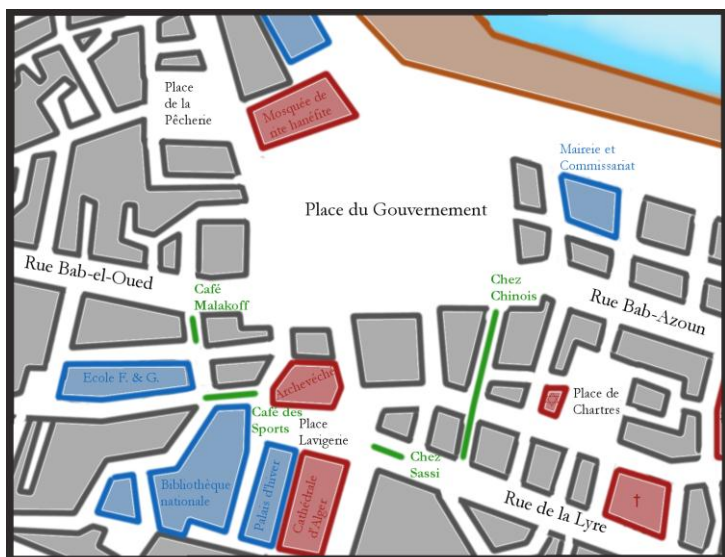 Place
de la
Pêcherie
Mosquée de
rite hanéfite
Maireie et
Commissariat
Place du Gouvernement
Rue Bab-el-Oued
Café
Malakoff
Chez
Chinois
Rue Bab-Azoun
Ecole F. & G.
Archevêché
Place de
Chartres
Café des
Sports
Place
Lavigerie
Chez
Sassi
Bibliothèque
nationale
Palais d'hiver
Cathédrale
d'Alger
Rue de la Lyre